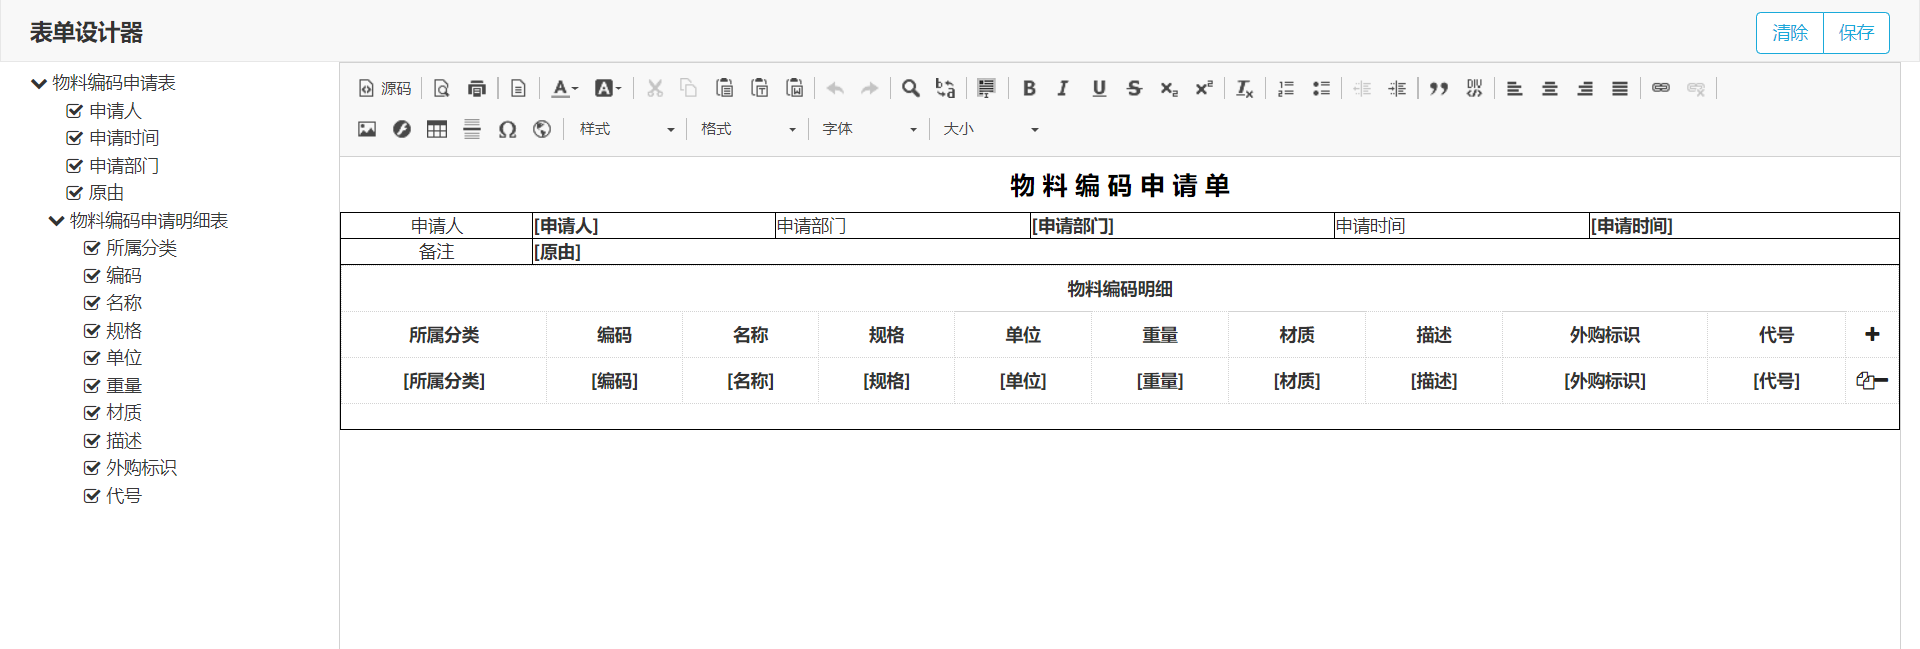 表单设计器
清除 保存
物料编码申请表
申请人
申请时间
申请部门
原由
物料编码申请明细表
所属分类
编码
名称
规格
单位
重量
材质
描述
外购标识
代号
源码
样式 格式 字体 大小
物料编码申请单
申请人 [申请人] 申请部门 [申请部门] 申请时间 [申请时间]
备注 [原由]
物料编码明细
所属分类 编码 名称 规格 单位 重量 材质 描述 外购标识 代号
[所属分类] [编码] [名称] [规格] [单位] [重量] [材质] [描述] [外购标识] [代号]